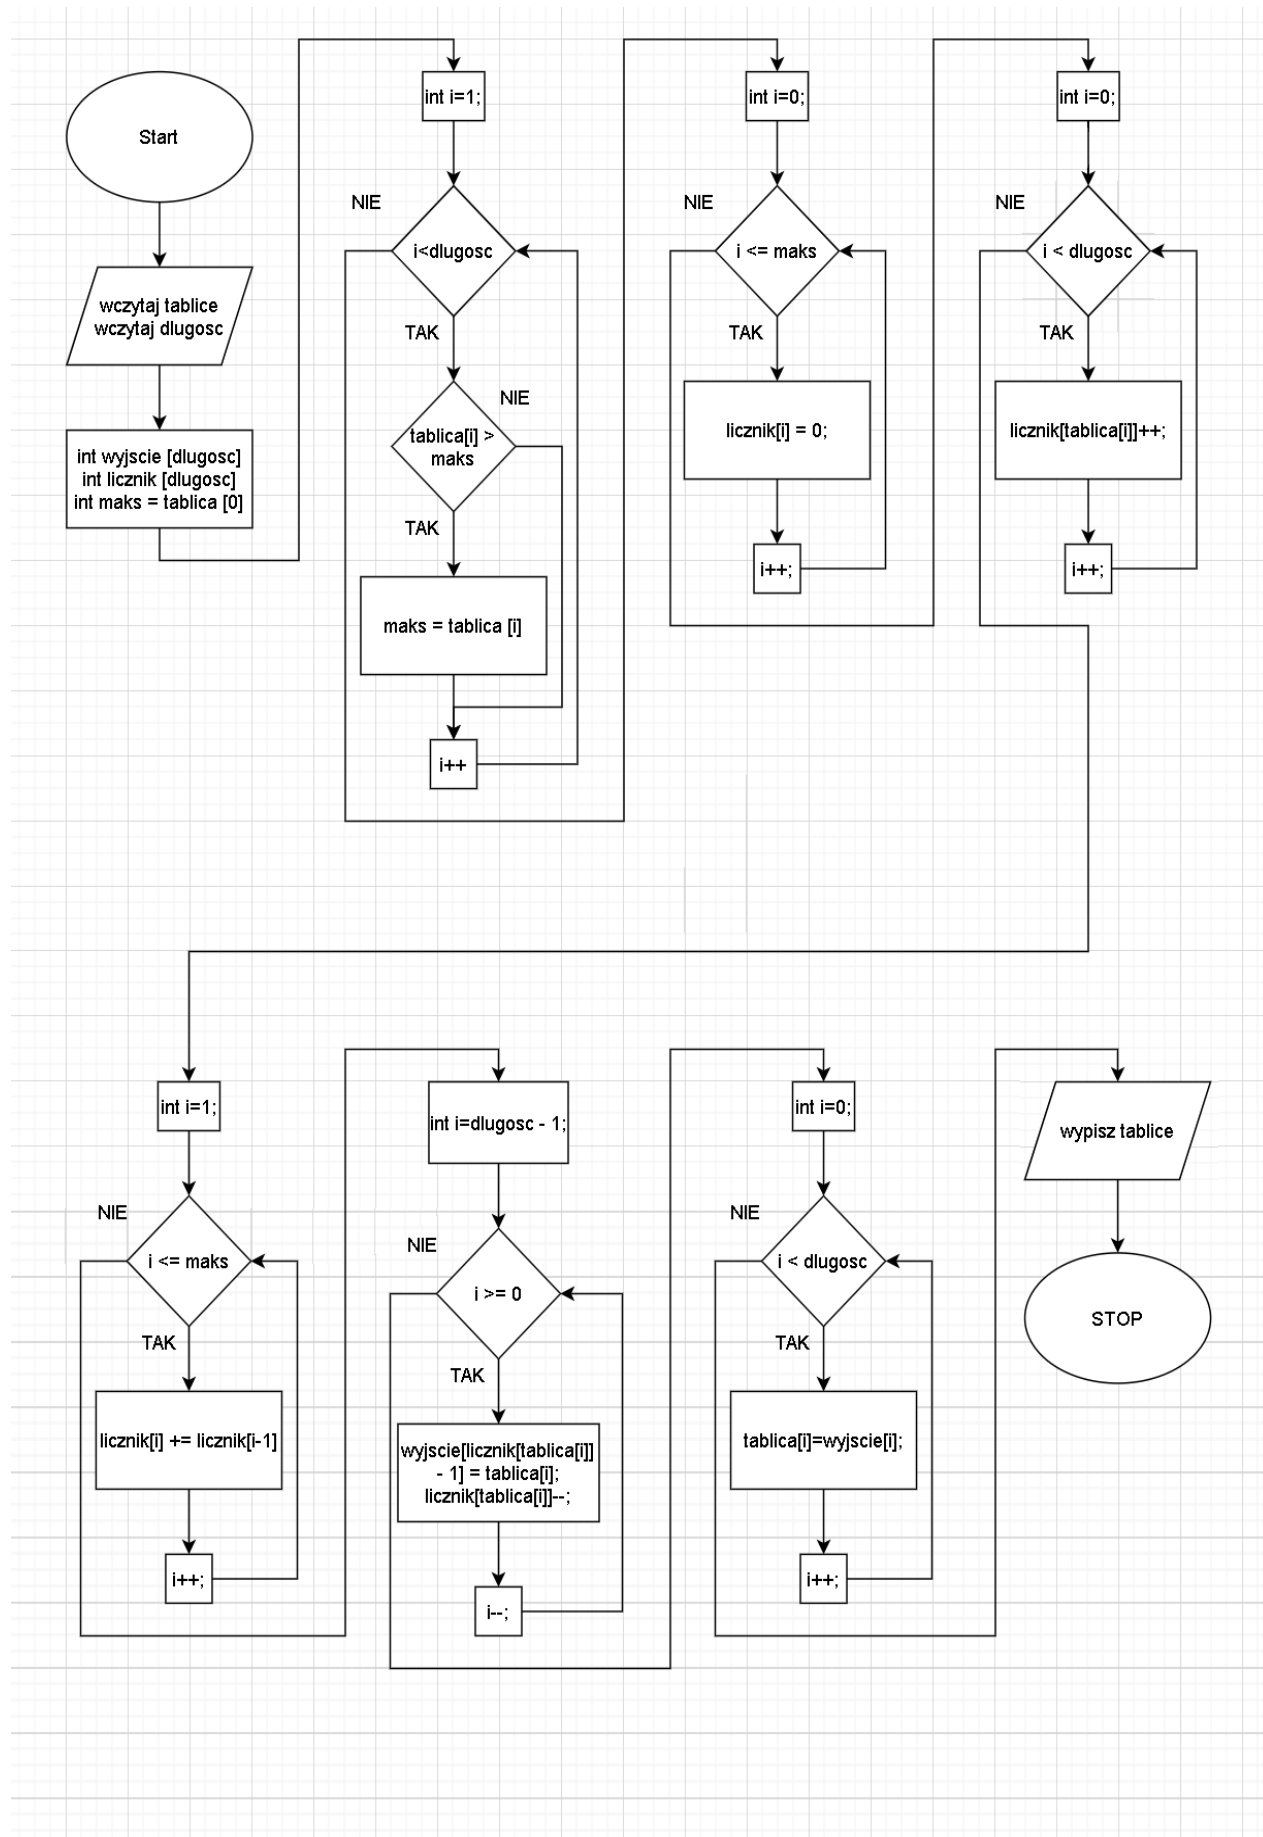 Start
wczytaj tablice
wczytaj dlugosc
int wyjscie [dlugosc]
int licznik [dlugosc]
int maks = tablica [0]
int i=1;
NIE
i<dlugosc
TAK
NIE
tablica[i] >
maks
TAK
maks = tablica [i]
i++
int i=0;
NIE
i <= maks
TAK
licznik[i] = 0;
i++;
int i=0;
NIE
i < dlugosc
TAK
licznik[tablica[i]]++;
i++;
int i=1;
NIE
i <= maks
TAK
licznik[i] += licznik[i-1]
i++;
int i=dlugosc - 1;
NIE
i >= 0
TAK
wyjscie[licznik[tablica[i]]
- 1] = tablica[i];
licznik[tablica[i]]--;
i--;
int i=0;
NIE
i < dlugosc
TAK
tablica[i]=wyjscie[i];
i++;
wypisz tablice
STOP